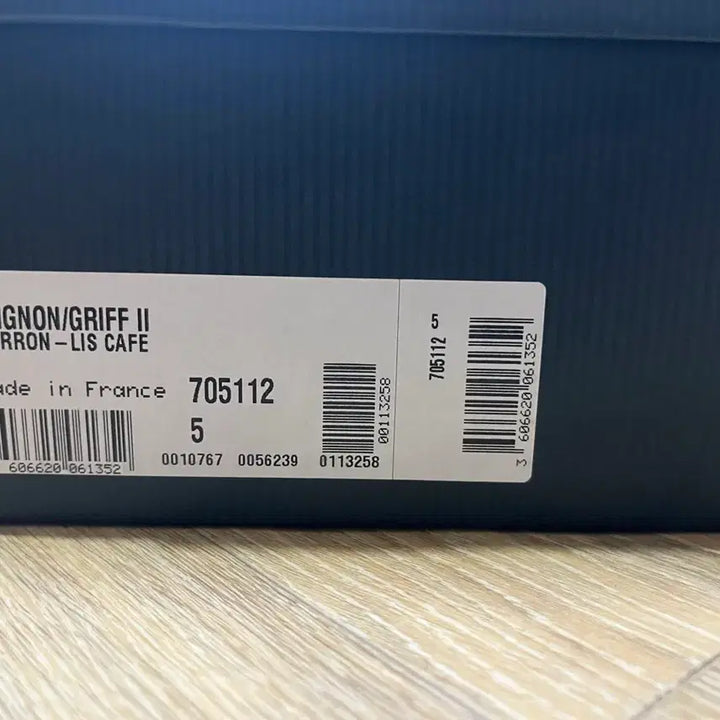 IGNON/GRIFF II
RRON-LIS CAFE
ade in France 705112
5
606620 061352
0010767 0056239 0113258
00113258
5
705112
3 606620 061352